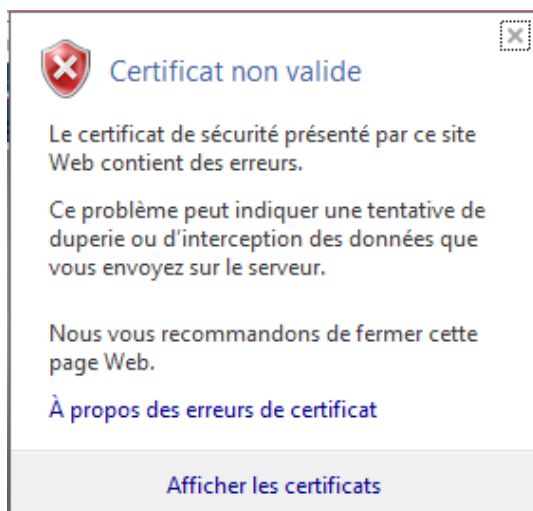 Certificat non valide
Le certificat de sécurité présenté par ce site
Web contient des erreurs.
Ce problème peut indiquer une tentative de
duperie ou d'interception des données que
vous envoyez sur le serveur.
Nous vous recommandons de fermer cette
page Web.
À propos des erreurs de certificat
Afficher les certificats